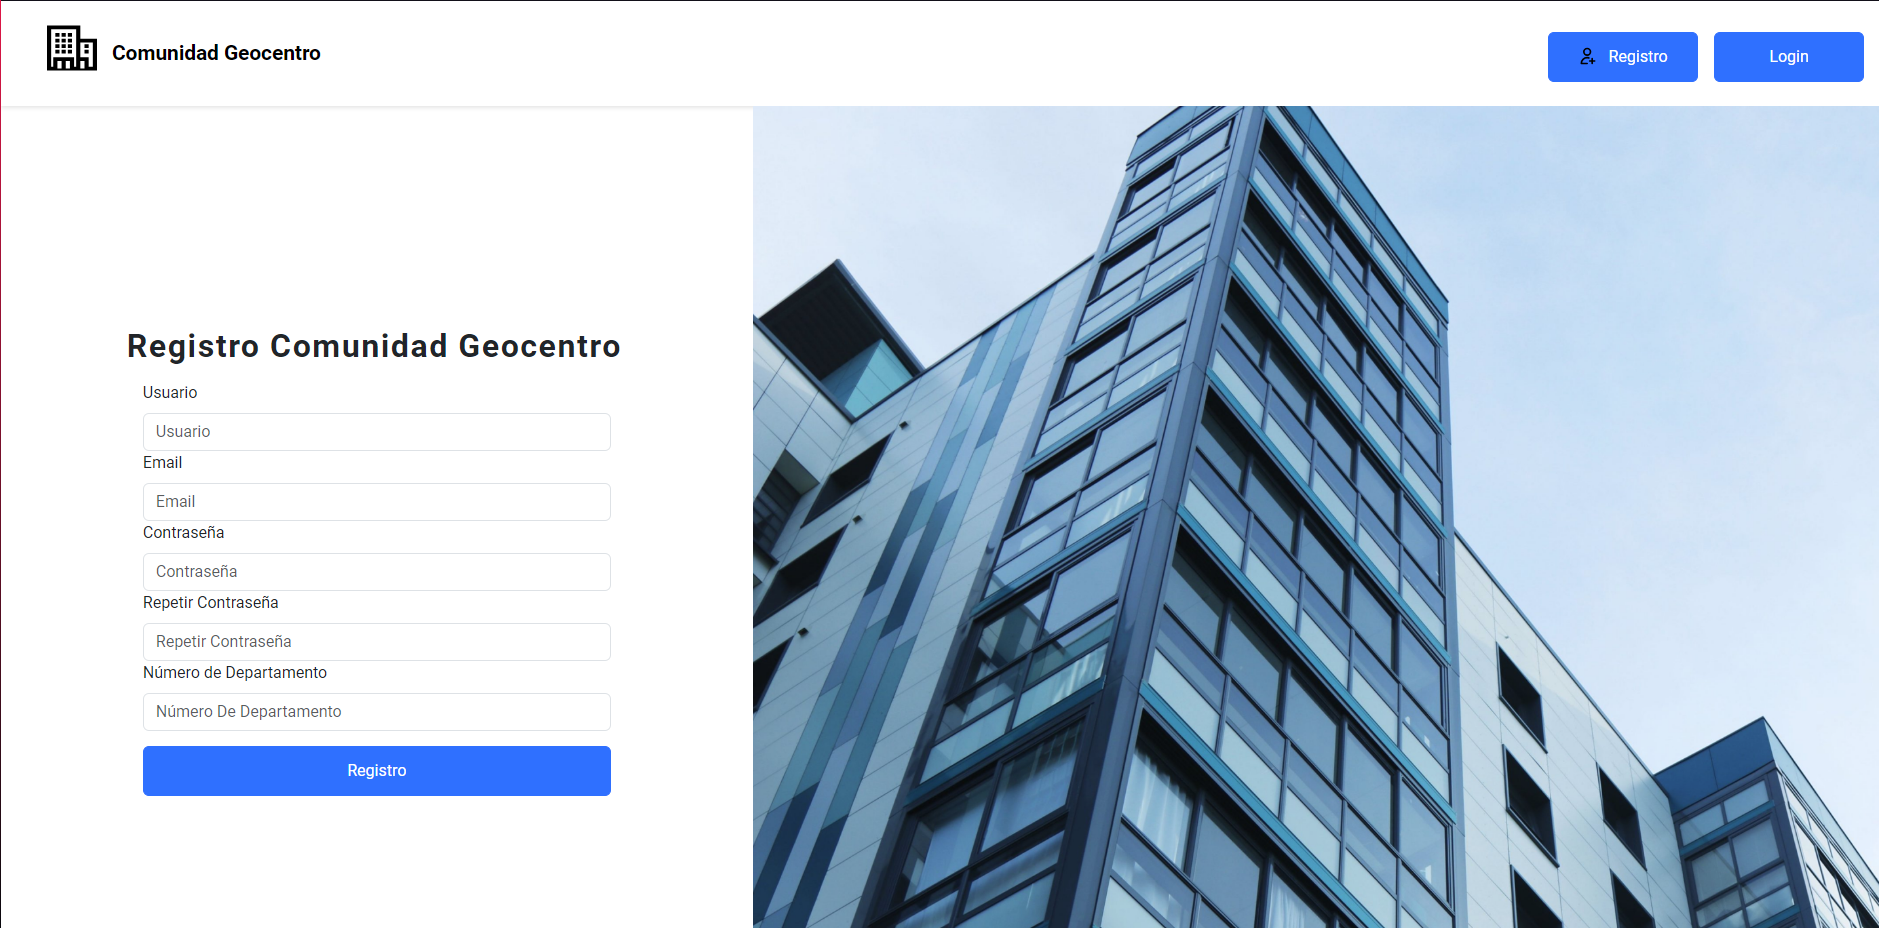 Comunidad Geocentro
Registro
Login
Registro Comunidad Geocentro
Usuario
Usuario
Email
Email
Contraseña
Contraseña
Repetir Contraseña
Repetir Contraseña
Número de Departamento
Número De Departamento
Registro